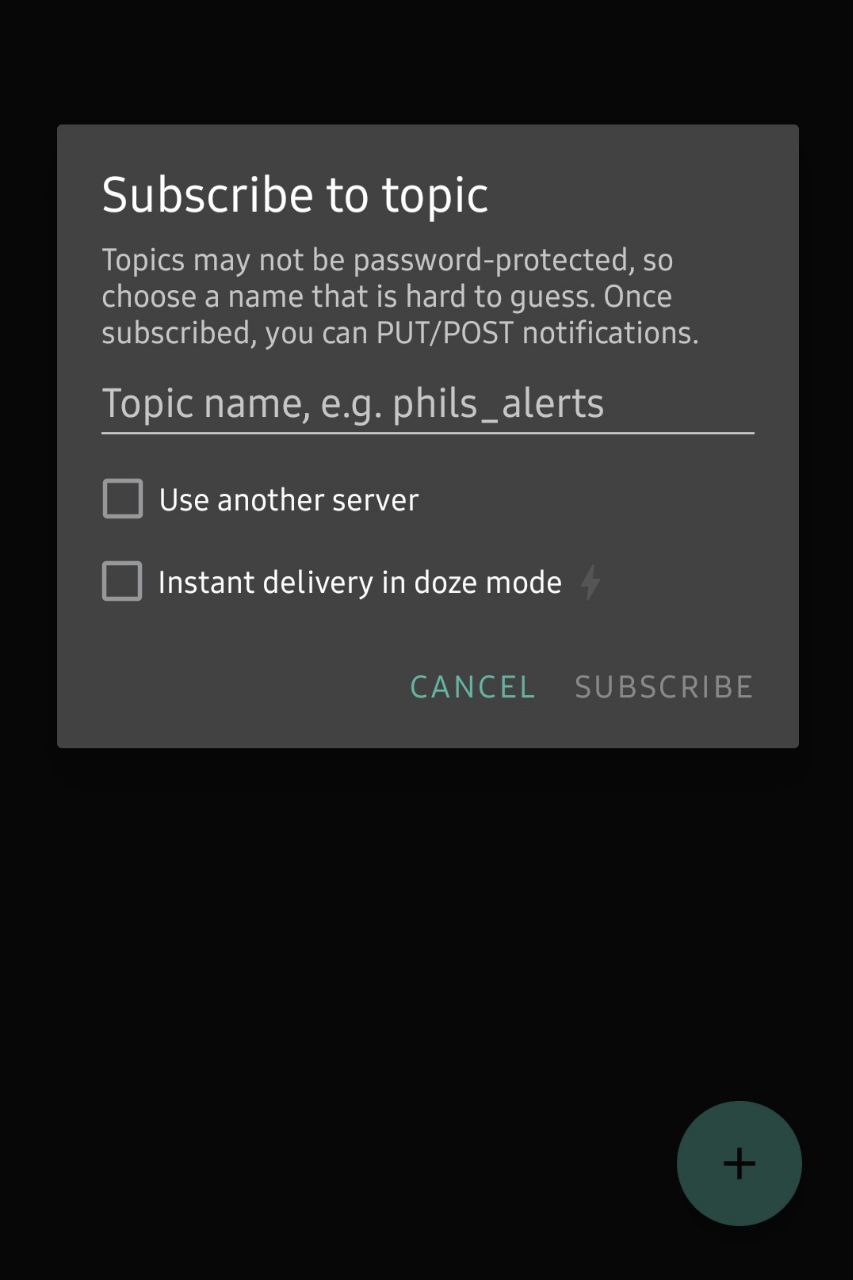 Subscribe to topic
Topics may not be password-protected, so
choose a name that is hard to guess. Once
subscribed, you can PUT/POST notifications.
Topic name, e.g. phils_alerts
Use another server
Instant delivery in doze mode
CANCEL SUBSCRIBE
+